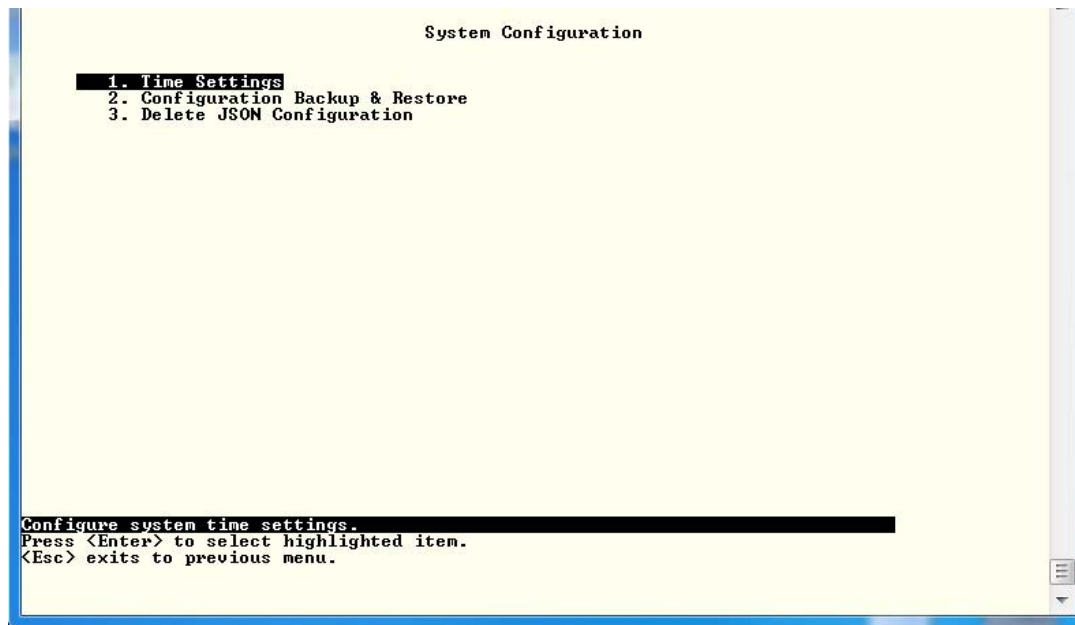 System Configuration
1. Time Settings
2. Configuration Backup & Restore
3. Delete JSON Configuration
Configure system time settings.
Press <Enter> to select highlighted item.
<Esc> exits to previous menu.